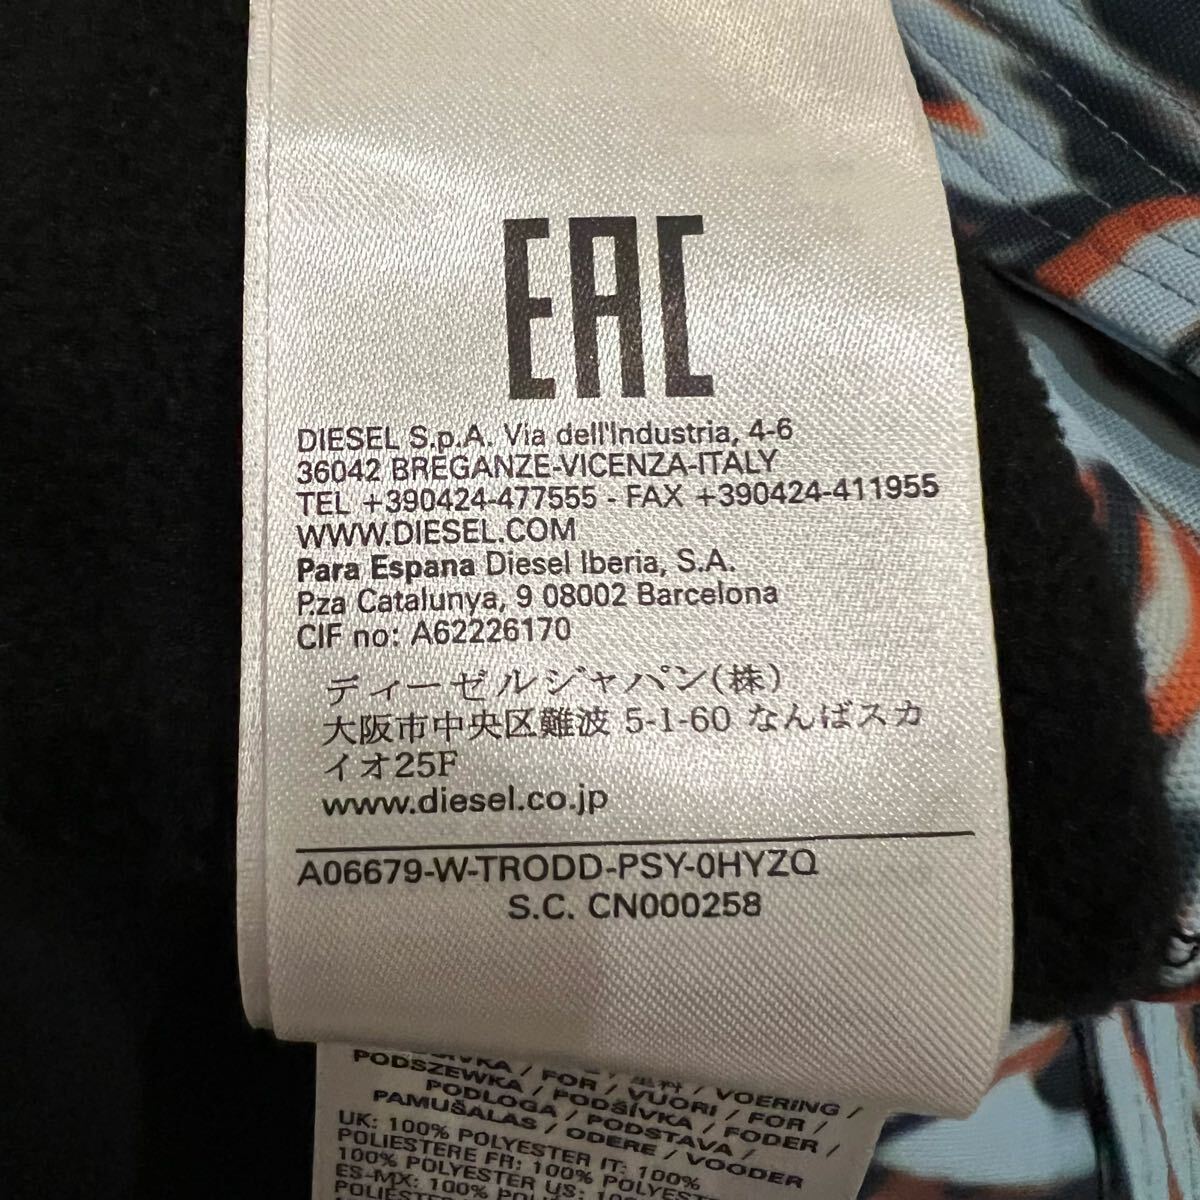 EAC
DIESEL S.p.A. Via dell'Industria, 4-6
36042 BREGANZE-VICENZA-ITALY
TEL +390424-477555 - FAX +390424-411955
WWW.DIESEL.COM
Para Espana Diesel Iberia, S.A.
P.za Catalunya, 9 08002 Barcelona
CIF no: A62226170
ディーゼルジャパン(株)
大阪市中央区難波 5-1-60 なんばスカ
イオ25F
www.diesel.co.jp
A06679-W-TRODD-PSY-0HYZQ
S.C. CN000258
/ VOERING /
PODSZEWKA / FOR / VUORI / FOR /
PODLOGA / PODŠÍVKA / FODER /
PAMUŠALAS / PODSTAVA /
/ ODERE / VOODER
UK: 100% POLYESTER IT: 100%
POLIESTERE FR: 100%
100% POLYESTER US: 100%
ES-MX: 100%